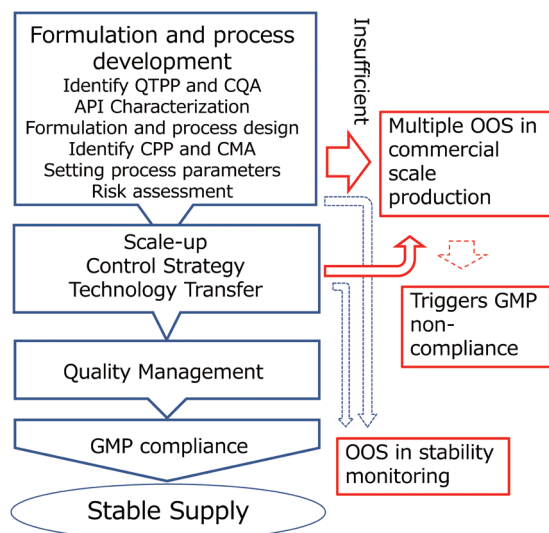 Formulation and process
development
Identify QTPP and CQA
API Characterization
Formulation and process design
Identify CPP and CMA
Setting process parameters
Risk assessment
Insufficient
Multiple OOS in
commercial
scale
production
Scale-up
Control Strategy
Technology Transfer
Triggers GMP
non-
compliance
Quality Management
GMP compliance
OOS in stability
monitoring
Stable Supply